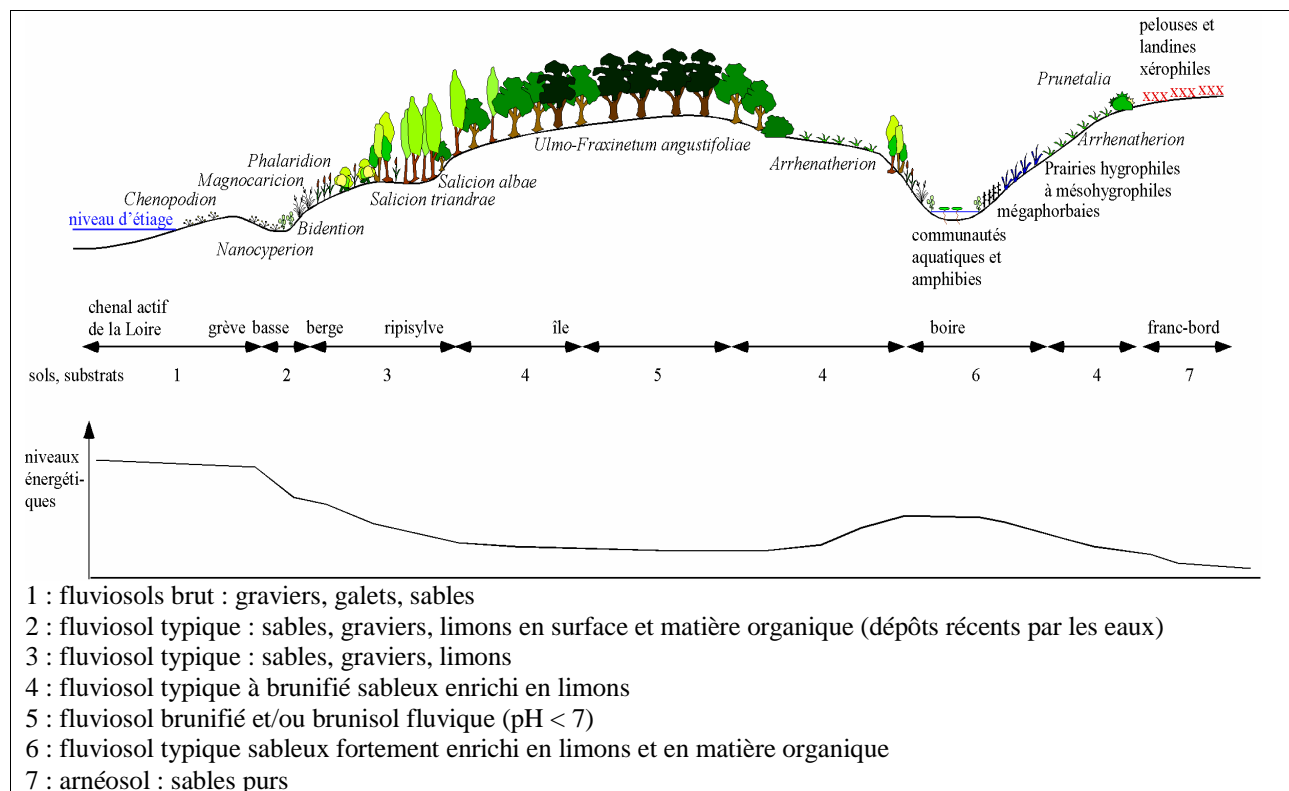 pelouses et
landines
xérophiles
Prunetalia
XXX XXX XXX
Ulmo-Fraxinetum angustifoliae
Arrhenatherion
Arrhenatherion
Phalaridion
Magnocaricion
Chenopodion
Salicion albae
Salicion triandrae
Prairies hygrophiles
à mésohygrophiles
mégaphorbaies
niveau d'étiage
Bidention
Nanocyperion
communautés
aquatiques et
amphibies
chenal actif
de la Loire
grève basse berge ripisylve île boire franc-bord
sols, substrats 1 2 3 4 5 4 6 4 7
niveaux
énergéti-
ques
1 : fluviosols brut : graviers, galets, sables
2 : fluviosol typique : sables, graviers, limons en surface et matière organique (dépôts récents par les eaux)
3 : fluviosol typique : sables, graviers, limons
4 : fluviosol typique à brunifié sableux enrichi en limons
5 : fluviosol brunifié et/ou brunisol fluvique (pH < 7)
6 : fluviosol typique sableux fortement enrichi en limons et en matière organique
7 : arnéosol : sables purs